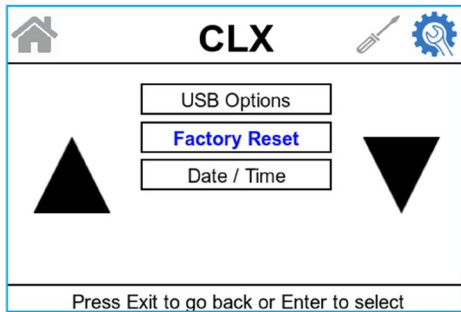 CLX
USB Options
Factory Reset
Date / Time
Press Exit to go back or Enter to select